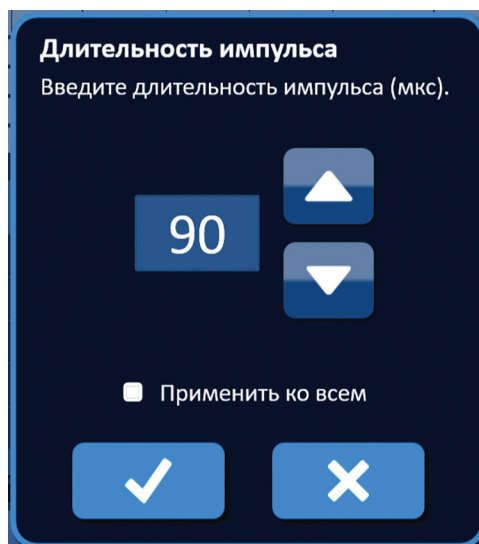 Длительность импульса
Введите длительность импульса (мкс).
90
Применить ко всем